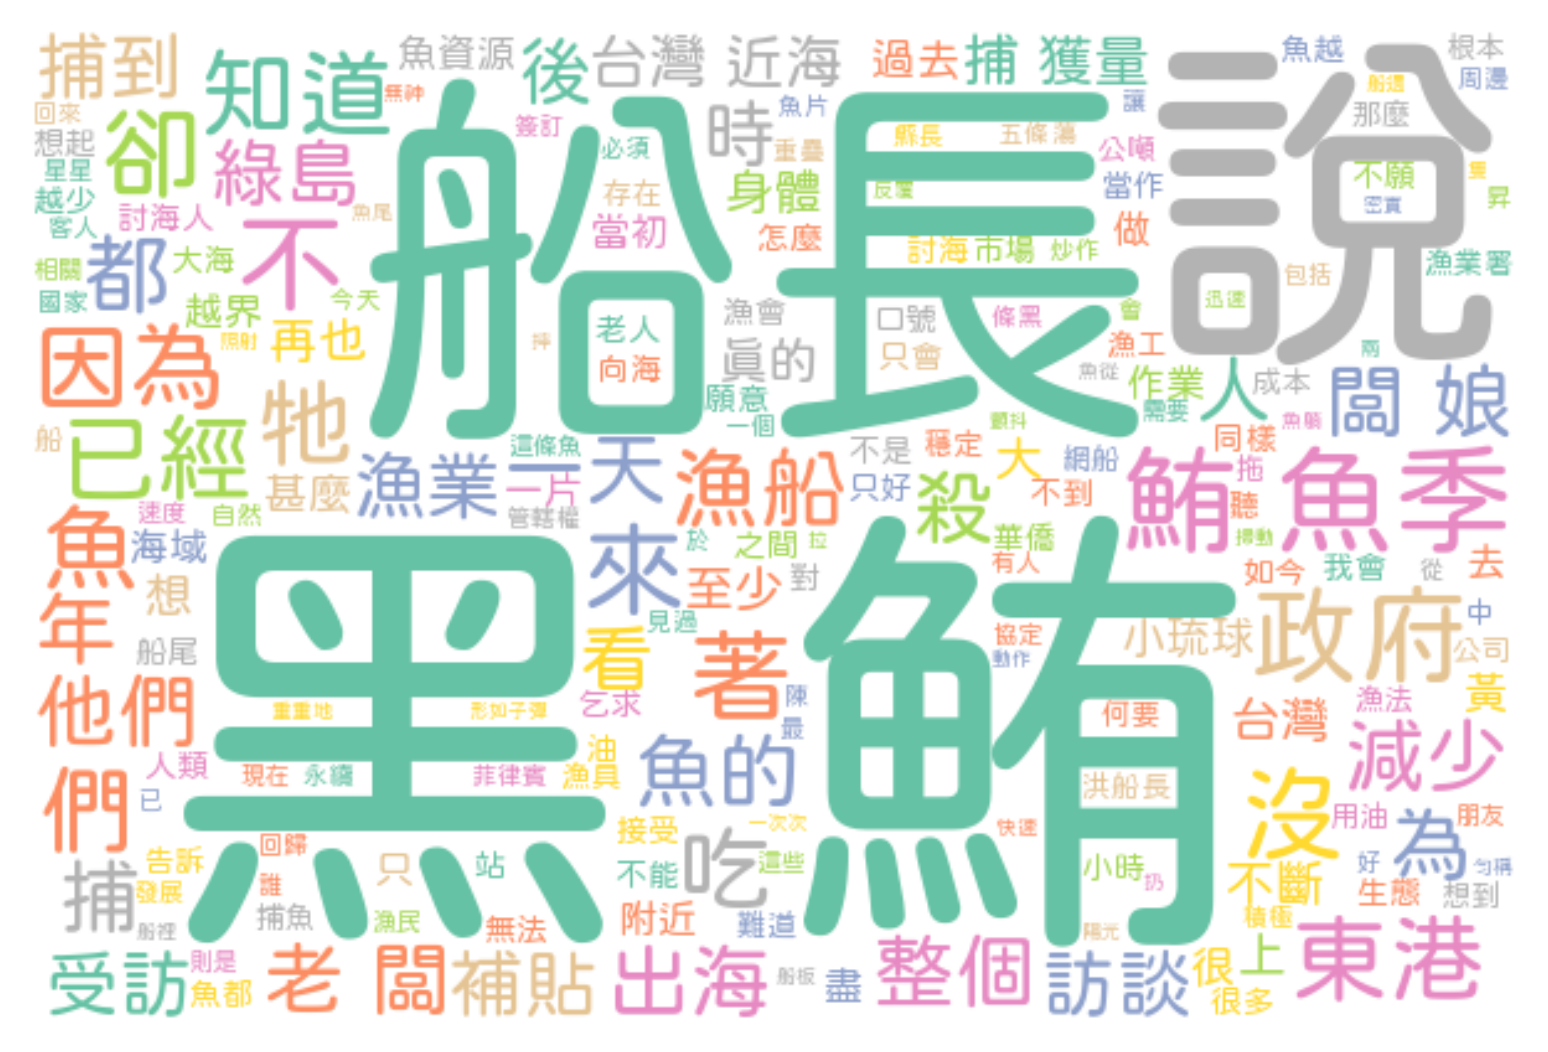 捕到
知道
魚資源
後
台灣 近海
過去
捕 獲量
說
魚越
根本
周邊
船週
那麼
回來
無神
簽訂
時
魚片
讓
想起
卻
船長
必須
重疊
縣長
五條蕩
公噸
不願
隻
星星
綠島
存在
身體
反覆
當作
密實
昇
越少
討海人
魚尾
當初
怎麼
做
客人
都
大海
不
討海
市場
炒作
漁業署
相關
包括
國家
越界
今天
漁會
口號
條黑
會
迅速
因為
照射
再也
老人
真的
只會
漁工
兩
向海
魚從
作業
人
成本
闆 娘
牠
願意
需要
船
已經
這條魚
一個
顫抖
魚躺
天
漁船
不是
穩定
大
網船
同樣
鮪魚季
甚麼
漁業
一片
只好
殺
不到
拖
聽
速度
自然
管轄權
魚
海域
來
於
之間
拉
華僑
掃動
有人
黑鮪
至少
對
如今
我會
從
去
年
想
見過
協定
小琉球
政府
中
船尾
看
著
動作
公司
他們
重重地
形如子彈
乞求
陳
最
何要
台灣
漁法
黃
油
魚的
減少
人類
現在
永續
菲律賓
漁具
洪船長
沒
們
已
接受
一次次
快速
用油
為
朋友
回歸
吃
告訴
只
站
不能
這些
小時
扔
不斷
好
勻稱
捕
發展
誰
生態
想到
船裡
捕魚
漁民
無法
附近
難道
陽光
積極
受訪
則是
魚都
老 闆
補貼
出海
船板
盡
整個
訪談
很
上
很多
東港